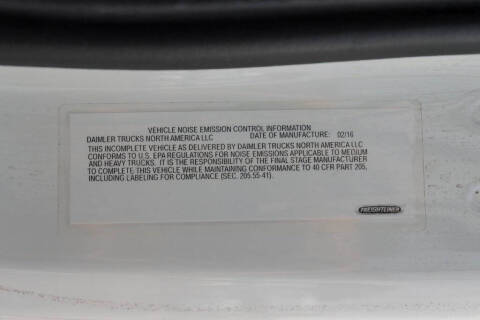 VEHICLE NOISE EMISSION CONTROL INFORMATION
DAIMLER TRUCKS NORTH AMERICA LLC DATE OF MANUFACTURE: 02/16
THIS INCOMPLETE VEHICLE AS DELIVERED BY DAIMLER TRUCKS NORTH AMERICA LLC
CONFORMS TO U.S. EPA REGULATIONS FOR NOISE EMISSIONS APPLICABLE TO MEDIUM
AND HEAVY TRUCKS. IT IS THE RESPONSIBILITY OF THE FINAL STAGE MANUFACTURER
TO COMPLETE THIS VEHICLE WHILE MAINTAINING CONFORMANCE TO 40 CFR PART 205,
INCLUDING LABELING FOR COMPLIANCE (SEC. 205.55-41).
FREIGHTLINER